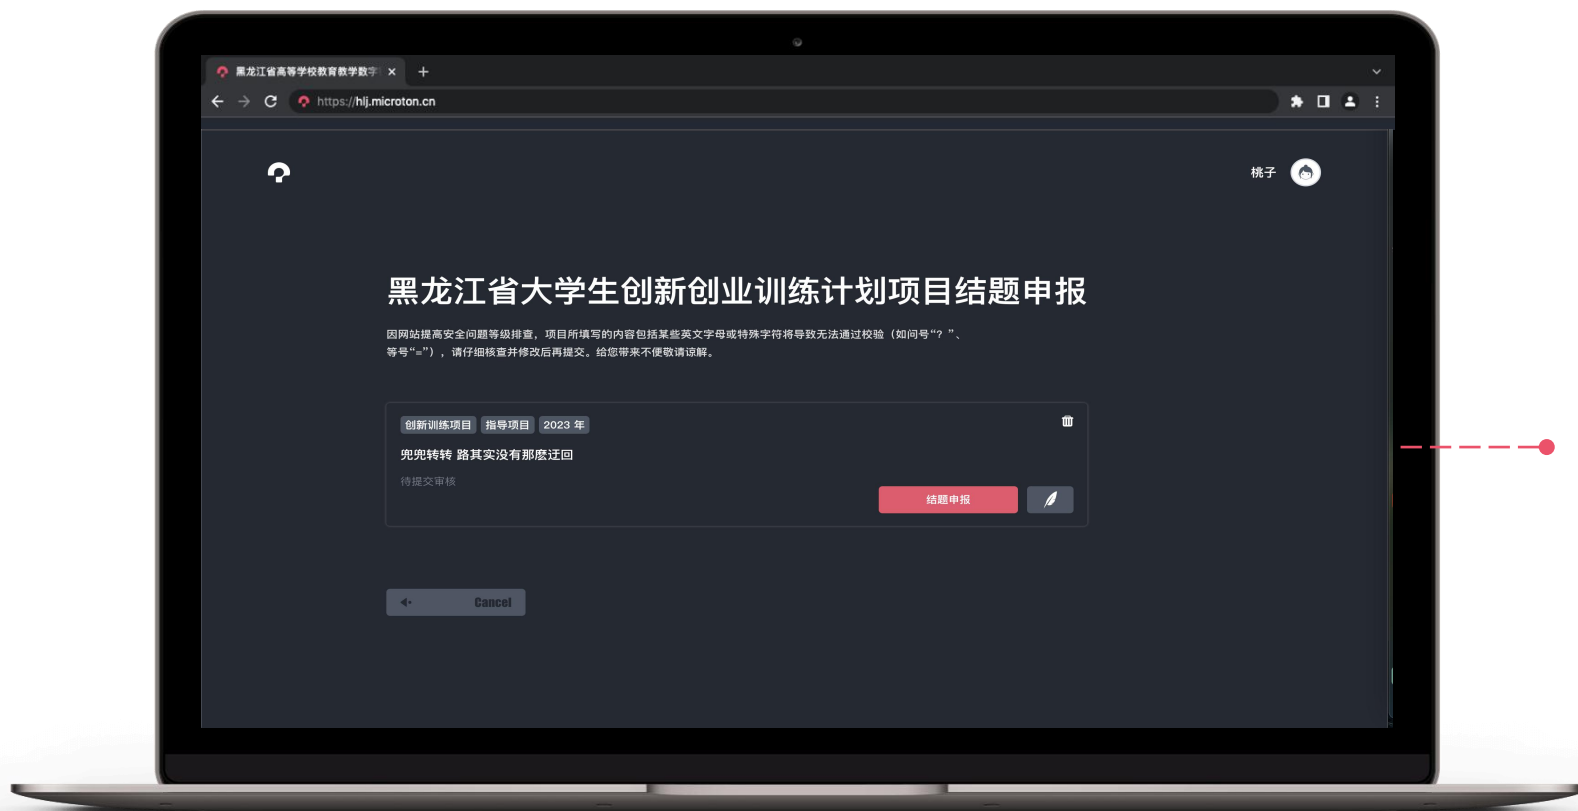 黑龙江省高等学校教育教学数字
https://hlj.microton.cn
桃子
黑龙江省大学生创新创业训练计划项目结题申报
因网站提高安全问题等级排查，项目所填写的内容包括某些英文字母或特殊字符将导致无法通过校验（如问号“？”、
等号“=”），请仔细核查并修改后再提交。给您带来不便敬请谅解。
创新训练项目 指导项目 2023 年
兜兜转转 路其实没有那麽迂回
待提交审核
结题申报
Cancel